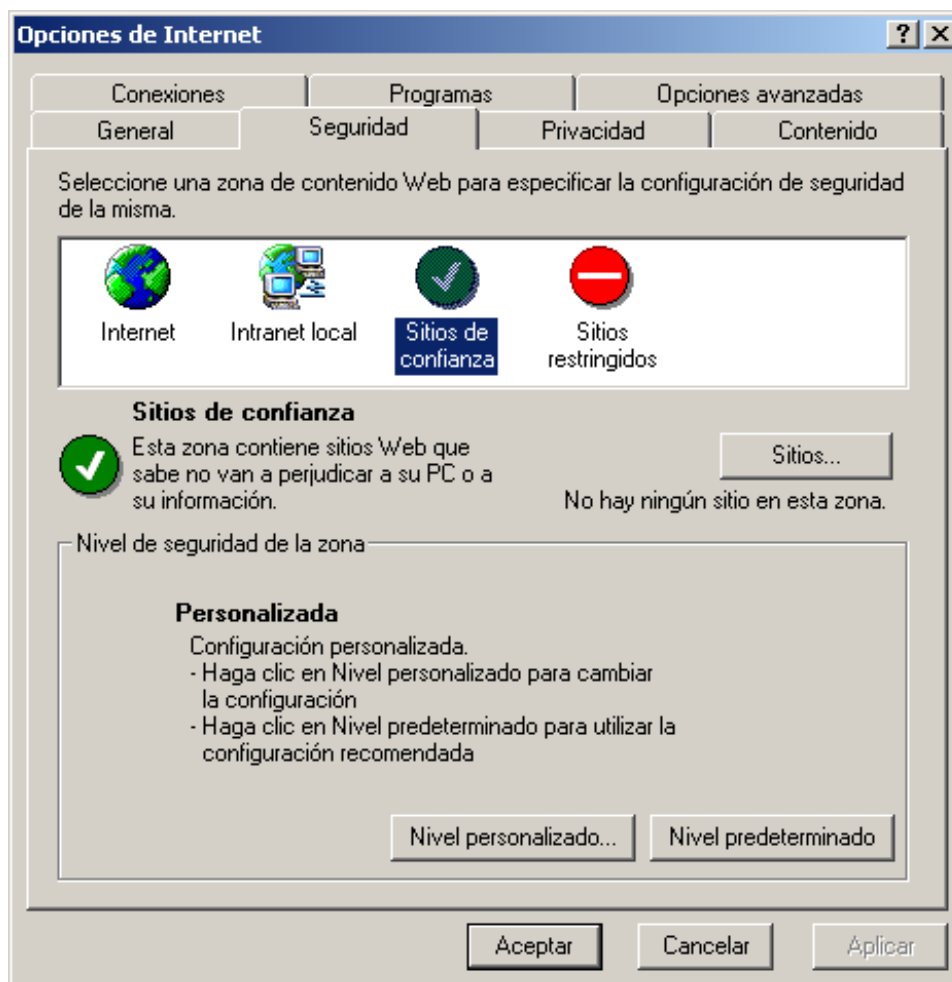 Opciones de Internet
Conexiones Programas Opciones avanzadas
General Seguridad Privacidad Contenido
Seleccione una zona de contenido Web para especificar la configuración de seguridad
de la misma.
Internet Intranet local Sitios de
confianza Sitios
restringidos
Sitios de confianza
Esta zona contiene sitios Web que
sabe no van a perjudicar a su PC o a
su información.
Sitios...
No hay ningún sitio en esta zona.
Nivel de seguridad de la zona
Personalizada
Configuración personalizada.
- Haga clic en Nivel personalizado para cambiar
la configuración
- Haga clic en Nivel predeterminado para utilizar la
configuración recomendada
Nivel personalizado... Nivel predeterminado
Aceptar Cancelar Aplicar